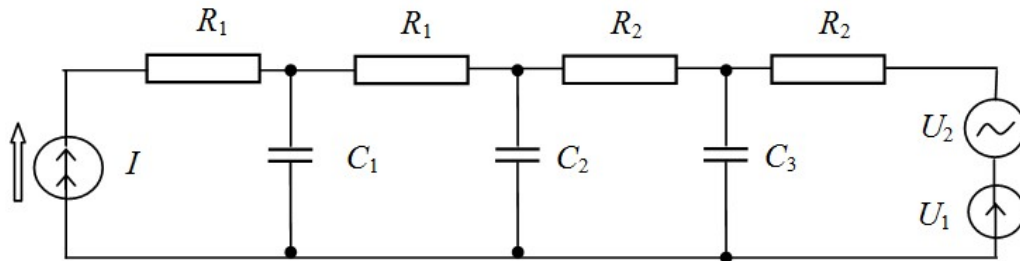 R₁ R₁ R₂ R₂
I C₁ C₂ C₃ U₂
U₁